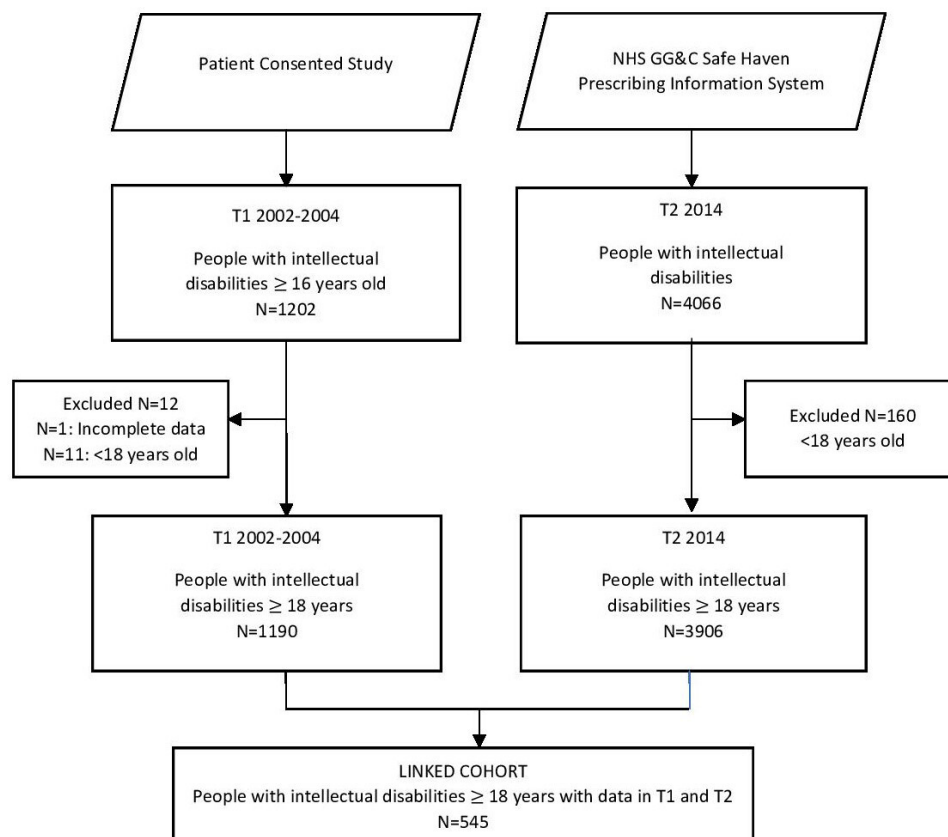 Patient Consented Study
NHS GG&C Safe Haven
Prescribing Information System
T1 2002-2004
People with intellectual
disabilities ≥ 16 years old
N=1202
T2 2014
People with intellectual
disabilities
N=4066
Excluded N=12
N=1: Incomplete data
N=11: <18 years old
Excluded N=160
<18 years old
T1 2002-2004
People with intellectual
disabilities ≥ 18 years
N=1190
T2 2014
People with intellectual
disabilities ≥ 18 years
N=3906
LINKED COHORT
People with intellectual disabilities ≥ 18 years with data in T1 and T2
N=545